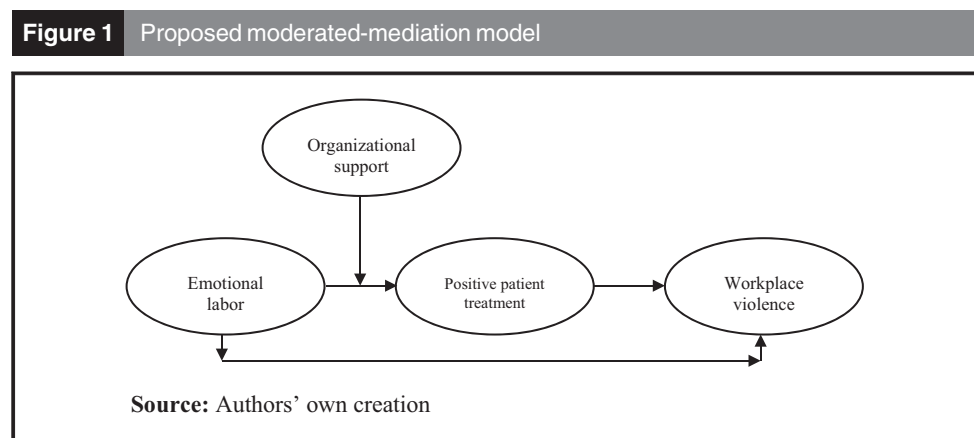 Figure 1 Proposed moderated-mediation model
Organizational
support
Emotional
labor
Positive patient
treatment
Workplace
violence
Source: Authors’ own creation